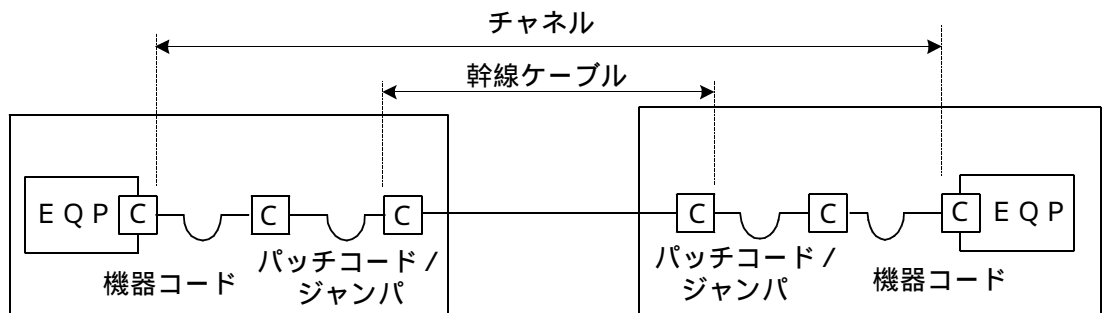 チャネル
幹線ケーブル
EQP C C C C C C EQP
機器コード
パッチコード/
ジャンパ
パッチコード/
ジャンパ
機器コード